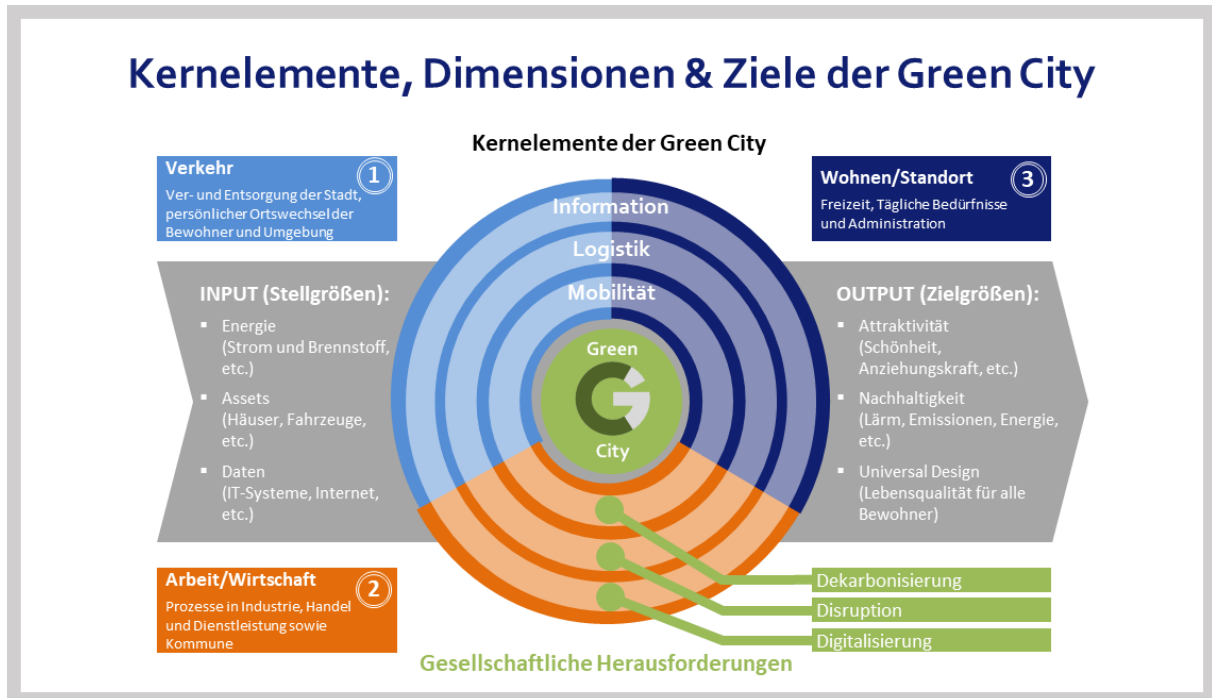 Kernelemente, Dimensionen & Ziele der Green City
Kernelemente der Green City
Verkehr
1
Ver- und Entsorgung der Stadt,
persönlicher Ortswechsel der
Bewohner und Umgebung
Wohnen/Standort
3
Freizeit, Tägliche Bedürfnisse
und Administration
INPUT (Stellgrößen):
▪ Energie
(Strom und Brennstoff,
etc.)
▪ Assets
(Häuser, Fahrzeuge,
etc.)
▪ Daten
(IT-Systeme, Internet,
etc.)
Information
Logistik
Mobilität
Green
G
City
OUTPUT (Zielgrößen):
▪ Attraktivität
(Schönheit,
Anziehungskraft, etc.)
▪ Nachhaltigkeit
(Lärm, Emissionen, Energie,
etc.)
▪ Universal Design
(Lebensqualität für alle
Bewohner)
Arbeit/Wirtschaft
2
Prozesse in Industrie, Handel
und Dienstleistung sowie
Kommune
Dekarbonisierung
Disruption
Digitalisierung
Gesellschaftliche Herausforderungen